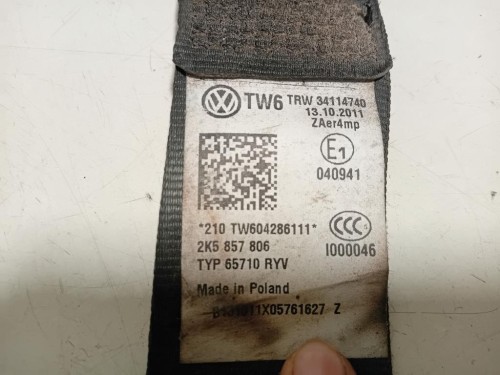 TW6 TRW 34114740
13.10.2011
ZAer4mp
E1
040941
*210 TW604286111*
2K5 857 806
CCC
TYP 65710 RYV
I000046
Made in Poland
Z